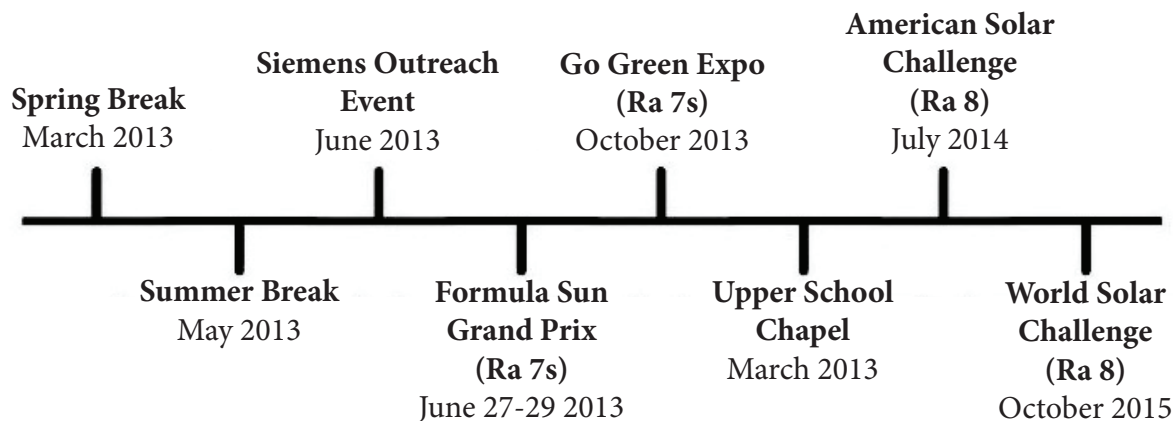 Spring Break
March 2013
Siemens Outreach
Event
June 2013
Go Green Expo
(Ra 7s)
October 2013
American Solar
Challenge
(Ra 8)
July 2014
Summer Break
May 2013
Formula Sun
Grand Prix
(Ra 7s)
June 27-29 2013
Upper School
Chapel
March 2013
World Solar
Challenge
(Ra 8)
October 2015